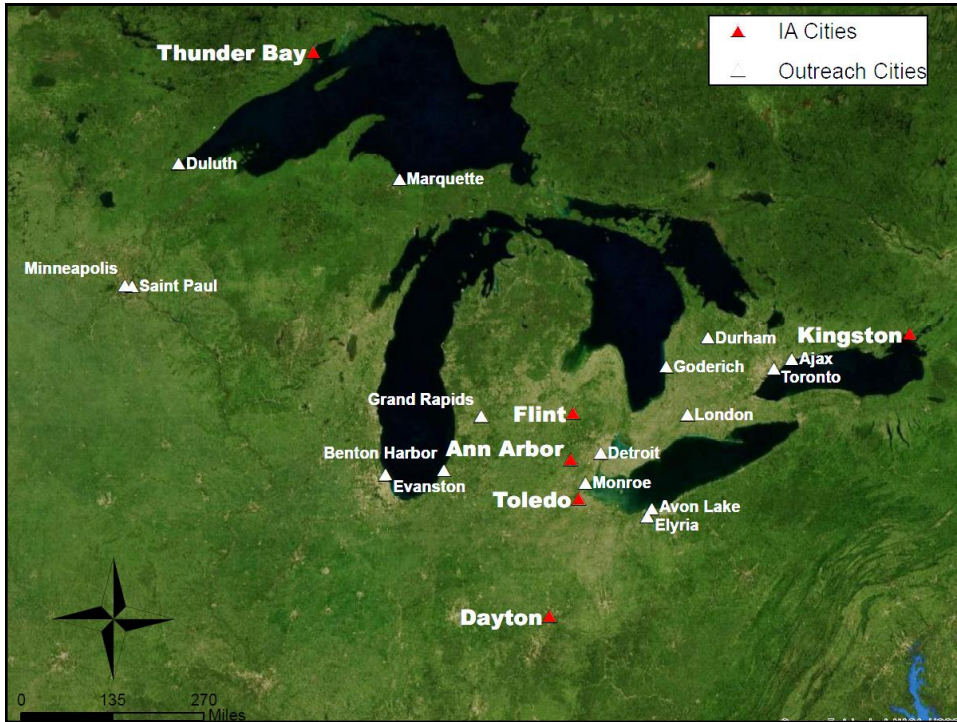 IA Cities
Outreach Cities
Thunder Bay
Duluth
Marquette
Minneapolis
Saint Paul
Durham
Kingston
Ajax
Toronto
Goderich
Grand Rapids
Flint
London
Benton Harbor
Ann Arbor
Detroit
Evanston
Monroe
Toledo
Avon Lake
Elyria
Dayton
0 135 270
Miles